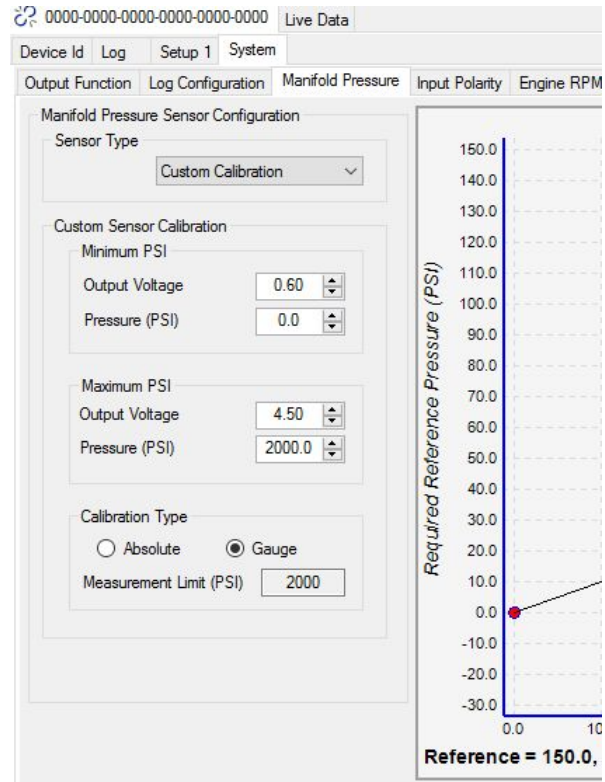 0000-0000-0000-0000-0000-0000 Live Data
Device Id Log Setup 1 System
Output Function Log Configuration Manifold Pressure Input Polarity Engine RPM
Manifold Pressure Sensor Configuration
Sensor Type
Custom Calibration
Custom Sensor Calibration
Minimum PSI
Output Voltage 0.60
Pressure (PSI) 0.0
Maximum PSI
Output Voltage 4.50
Pressure (PSI) 2000.0
Calibration Type
Absolute Gauge
Measurement Limit (PSI) 2000
Required Reference Pressure (PSI)
150.0
140.0
130.0
120.0
110.0
100.0
90.0
80.0
70.0
60.0
50.0
40.0
30.0
20.0
10.0
0.0
-10.0
-20.0
-30.0
0.0 10
Reference = 150.0,